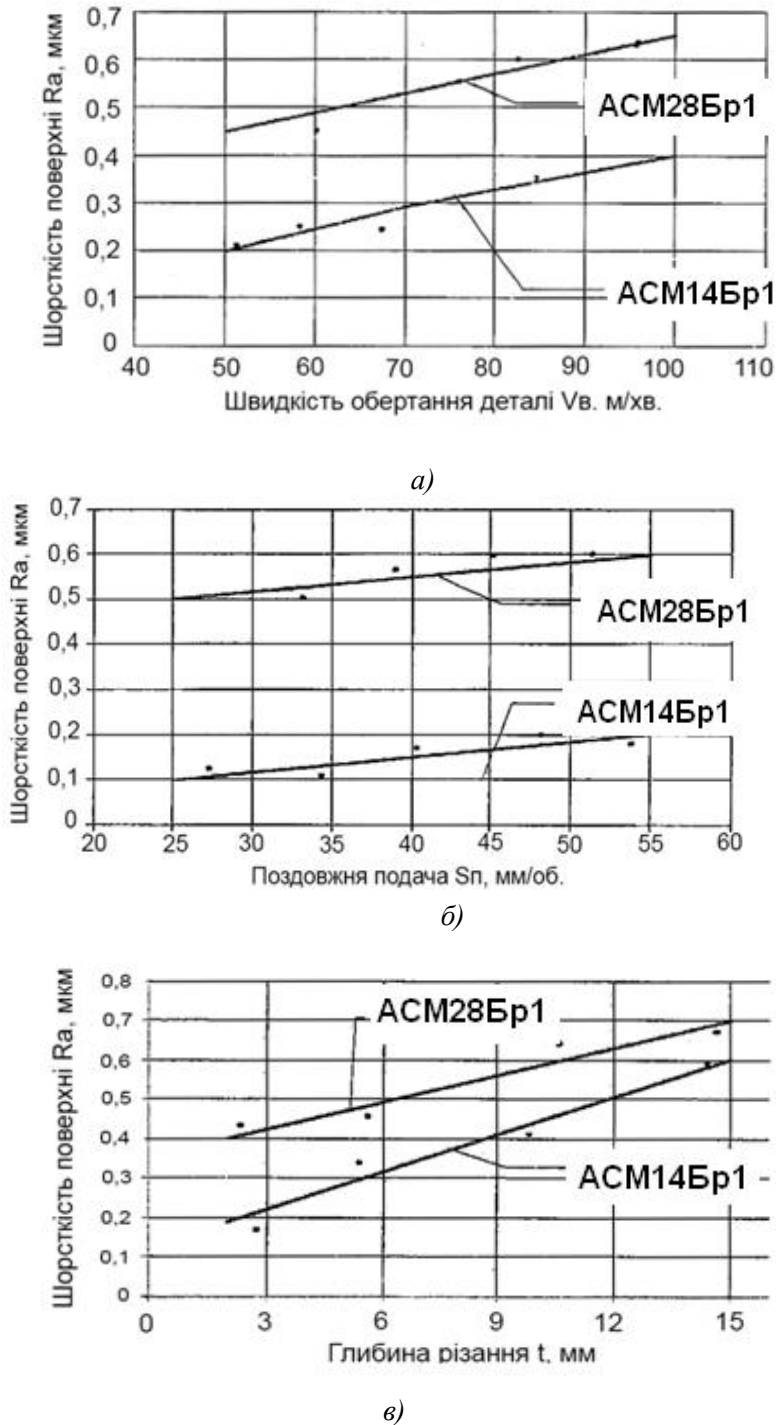 Шорсткість поверхні Ra, мкм
0,7
0,6
0,5
0,4
0,3
0,2
0,1
0
АСМ28Бр1
АСМ14Бр1
40 50 60 70 80 90 100 110
Швидкість обертання деталі Vв. м/хв.
а)
Шорсткість поверхні Ra, мкм
0,7
0,6
0,5
0,4
0,3
0,2
0,1
0
АСМ28Бр1
АСМ14Бр1
20 25 30 35 40 45 50 55 60
Поздовжня подача Sп, мм/об.
б)
Шорсткість поверхні Ra, мкм
0,8
0,7
0,6
0,5
0,4
0,3
0,2
0,1
0
АСМ28Бр1
АСМ14Бр1
0 3 6 9 12 15
Глибина різання t, мм
в)